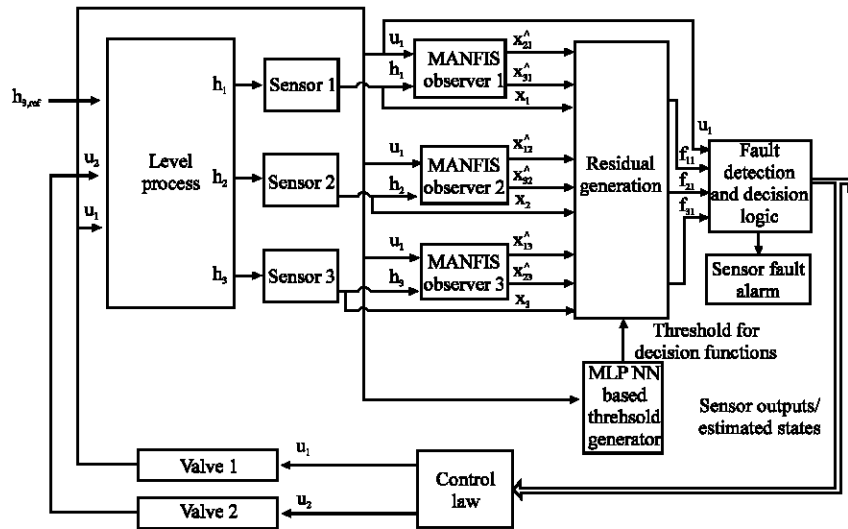 h3,ref
u2
u1
Level
process
h1
h2
h3
Sensor 1
Sensor 2
Sensor 3
u1
h1
MANFIS
observer 1
x^21
x^31
x1
u1
h2
MANFIS
observer 2
x^12
x^32
x2
u1
h3
MANFIS
observer 3
x^13
x^23
x3
Residual
generation
u1
f11
f21
f31
Fault
detection
and decision
logic
Sensor fault
alarm
Threshold for
decision functions
MLP NN
based
threhsold
generator
Sensor outputs/
estimated states
Valve 1
u1
Valve 2
u2
Control
law